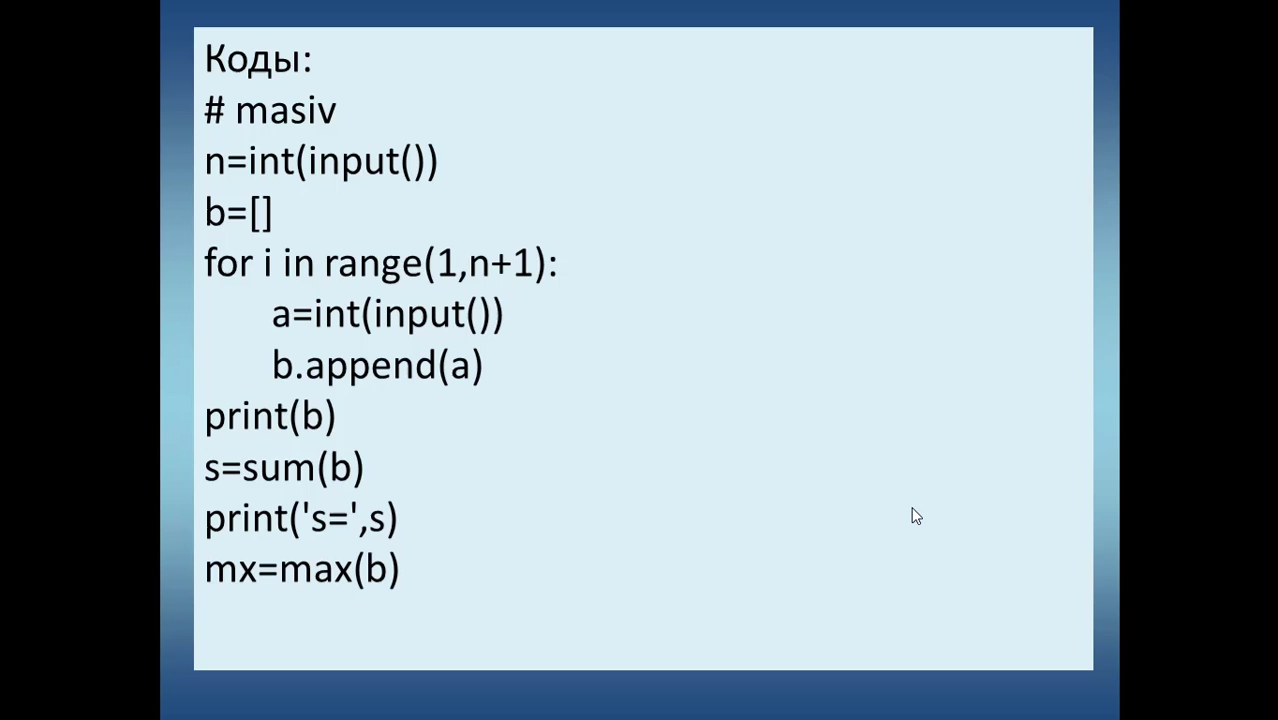 Коды:
# masiv
n=int(input())
b=[]
for i in range(1,n+1):
a=int(input())
b.append(a)
print(b)
s=sum(b)
print('s=',s)
mx=max(b)